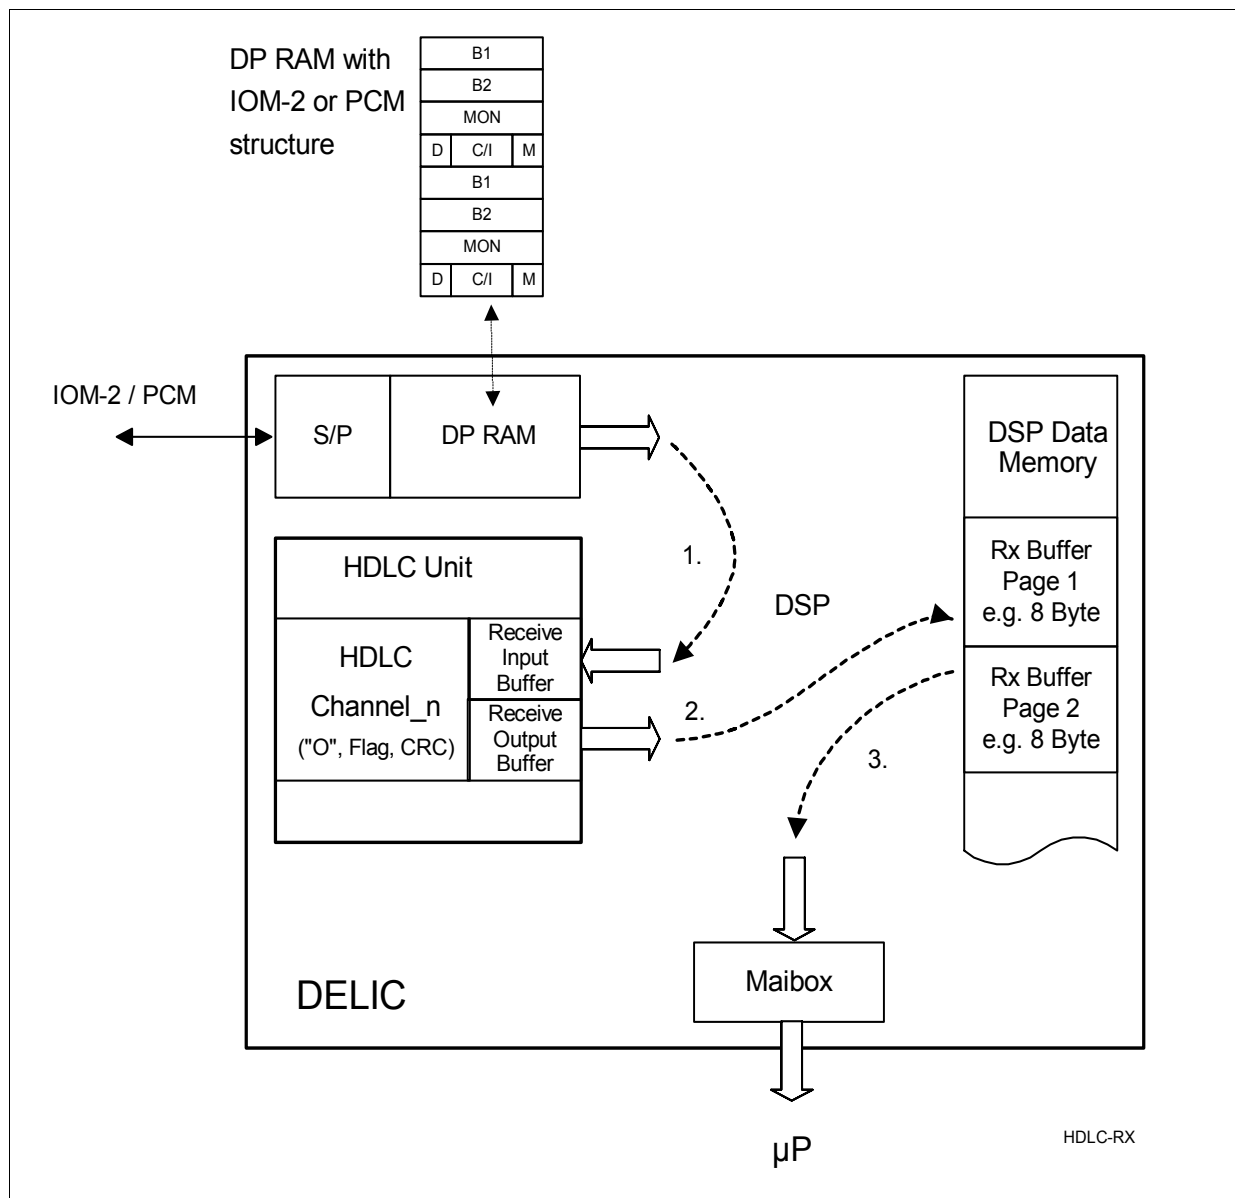 DP RAM with
IOM-2 or PCM
structure
B1
B2
MON
D C/I M
B1
B2
MON
D C/I M
IOM-2 / PCM
S/P
DP RAM
DSP Data
Memory
1.
HDLC Unit
Rx Buffer
Page 1
e.g. 8 Byte
DSP
HDLC
Channel_n
("O", Flag, CRC)
Receive
Input
Buffer
Receive
Output
Buffer
2.
Rx Buffer
Page 2
e.g. 8 Byte
3.
Maibox
DELIC
µP
HDLC-RX